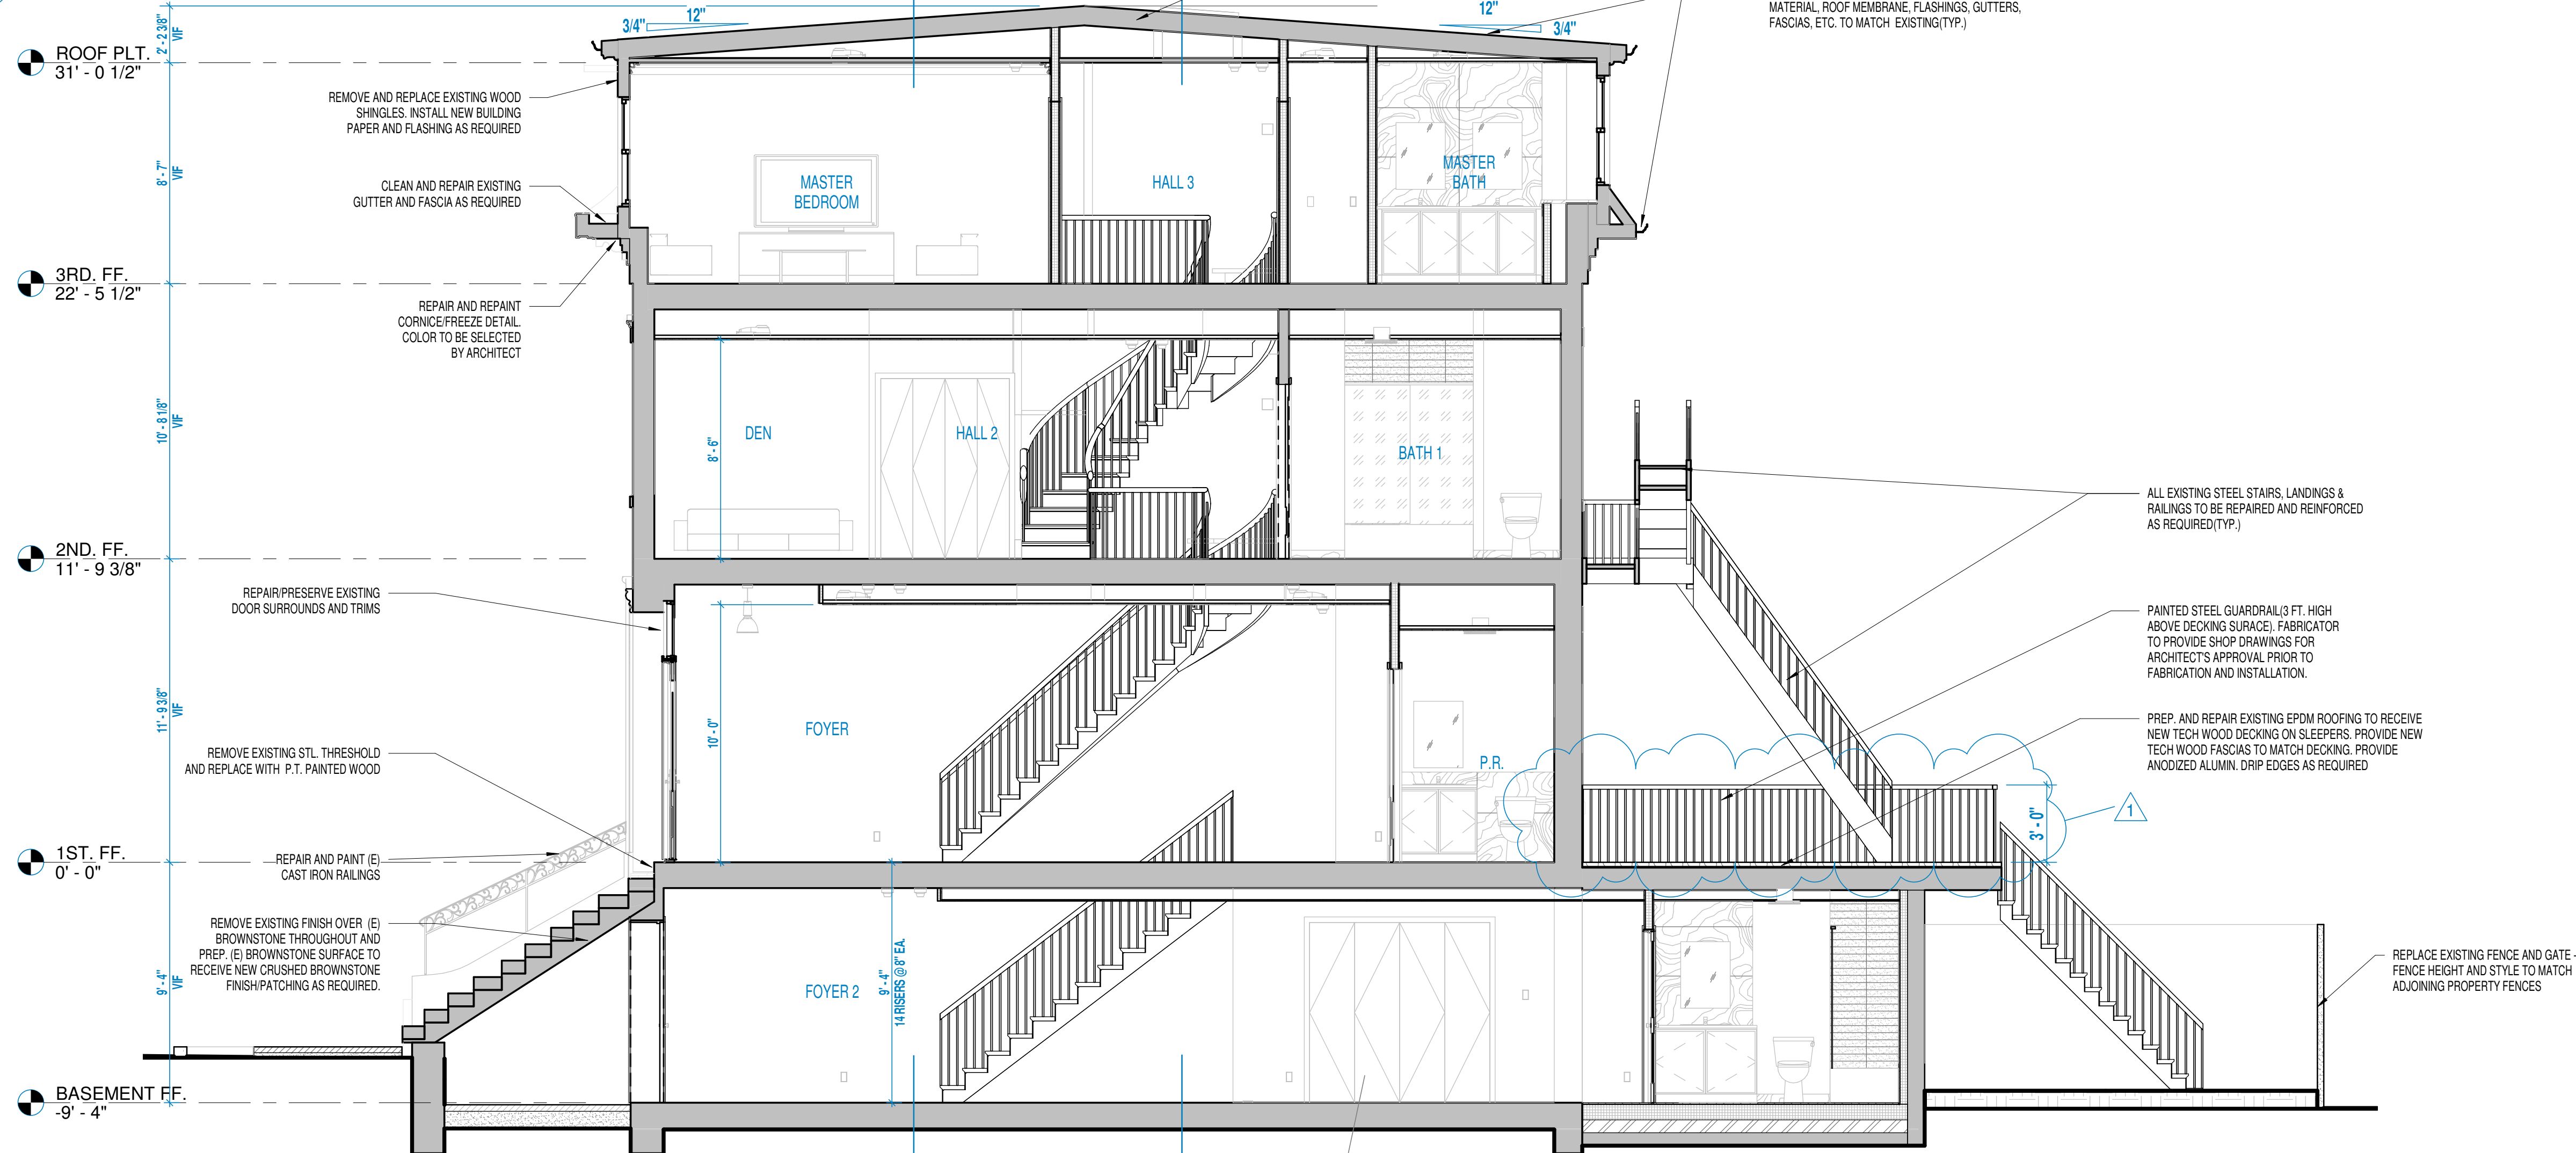 MATERIAL, ROOF MEMBRANE, FLASHINGS, GUTTERS,
FASCIAS, ETC. TO MATCH EXISTING(TYP.)
12"
3/4"
12"
3/4"
2' - 2 3/8"
VIF
ROOF PLT.
31' - 0 1/2"
REMOVE AND REPLACE EXISTING WOOD
SHINGLES. INSTALL NEW BUILDING
PAPER AND FLASHING AS REQUIRED
8' - 7"
VIF
CLEAN AND REPAIR EXISTING
GUTTER AND FASCIA AS REQUIRED
MASTER
BEDROOM
HALL 3
MASTER
BATH
3RD. FF.
22' - 5 1/2"
REPAIR AND REPAINT
CORNICE/FREEZE DETAIL.
COLOR TO BE SELECTED
BY ARCHITECT
10' - 8 1/8"
VIF
DEN
8' - 6"
HALL 2
BATH 1
ALL EXISTING STEEL STAIRS, LANDINGS &
RAILINGS TO BE REPAIRED AND REINFORCED
AS REQUIRED(TYP.)
2ND. FF.
11' - 9 3/8"
REPAIR/PRESERVE EXISTING
DOOR SURROUNDS AND TRIMS
PAINTED STEEL GUARDRAIL(3 FT. HIGH
ABOVE DECKING SURACE). FABRICATOR
TO PROVIDE SHOP DRAWINGS FOR
ARCHITECT'S APPROVAL PRIOR TO
FABRICATION AND INSTALLATION.
11' - 9 3/8"
VIF
10' - 0"
FOYER
P.R.
PREP. AND REPAIR EXISTING EPDM ROOFING TO RECEIVE
NEW TECH WOOD DECKING ON SLEEPERS. PROVIDE NEW
TECH WOOD FASCIAS TO MATCH DECKING. PROVIDE
ANODIZED ALUMIN. DRIP EDGES AS REQUIRED
REMOVE EXISTING STL. THRESHOLD
AND REPLACE WITH P.T. PAINTED WOOD
3' - 0"
1
1ST. FF.
0' - 0"
REPAIR AND PAINT (E)
CAST IRON RAILINGS
REMOVE EXISTING FINISH OVER (E)
BROWNSTONE THROUGHOUT AND
PREP. (E) BROWNSTONE SURFACE TO
RECEIVE NEW CRUSHED BROWNSTONE
FINISH/PATCHING AS REQUIRED.
9' - 4"
VIF
FOYER 2
9' - 4"
14 RISERS @ 8" EA.
REPLACE EXISTING FENCE AND GATE -
FENCE HEIGHT AND STYLE TO MATCH
ADJOINING PROPERTY FENCES
BASEMENT FF.
-9' - 4"